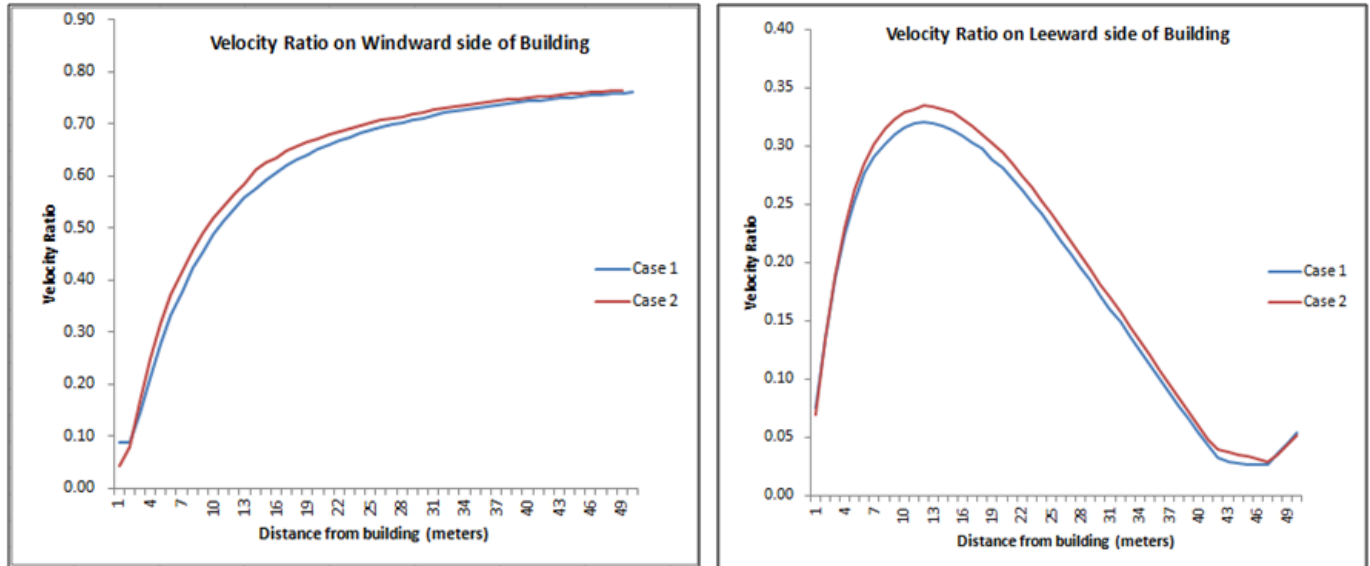 Velocity Ratio on Windward side of Building
0.90
0.80
0.70
0.60
0.50
0.40
0.30
0.20
0.10
0.00
Velocity Ratio
1 4 7 10 13 16 19 22 25 28 31 34 37 40 43 46 49
Distance from building (meters)
Case 1
Case 2
Velocity Ratio on Leeward side of Building
0.40
0.35
0.30
0.25
0.20
0.15
0.10
0.05
0.00
Velocity Ratio
1 4 7 10 13 16 19 22 25 28 31 34 37 40 43 46 49
Distance from building (meters)
Case 1
Case 2